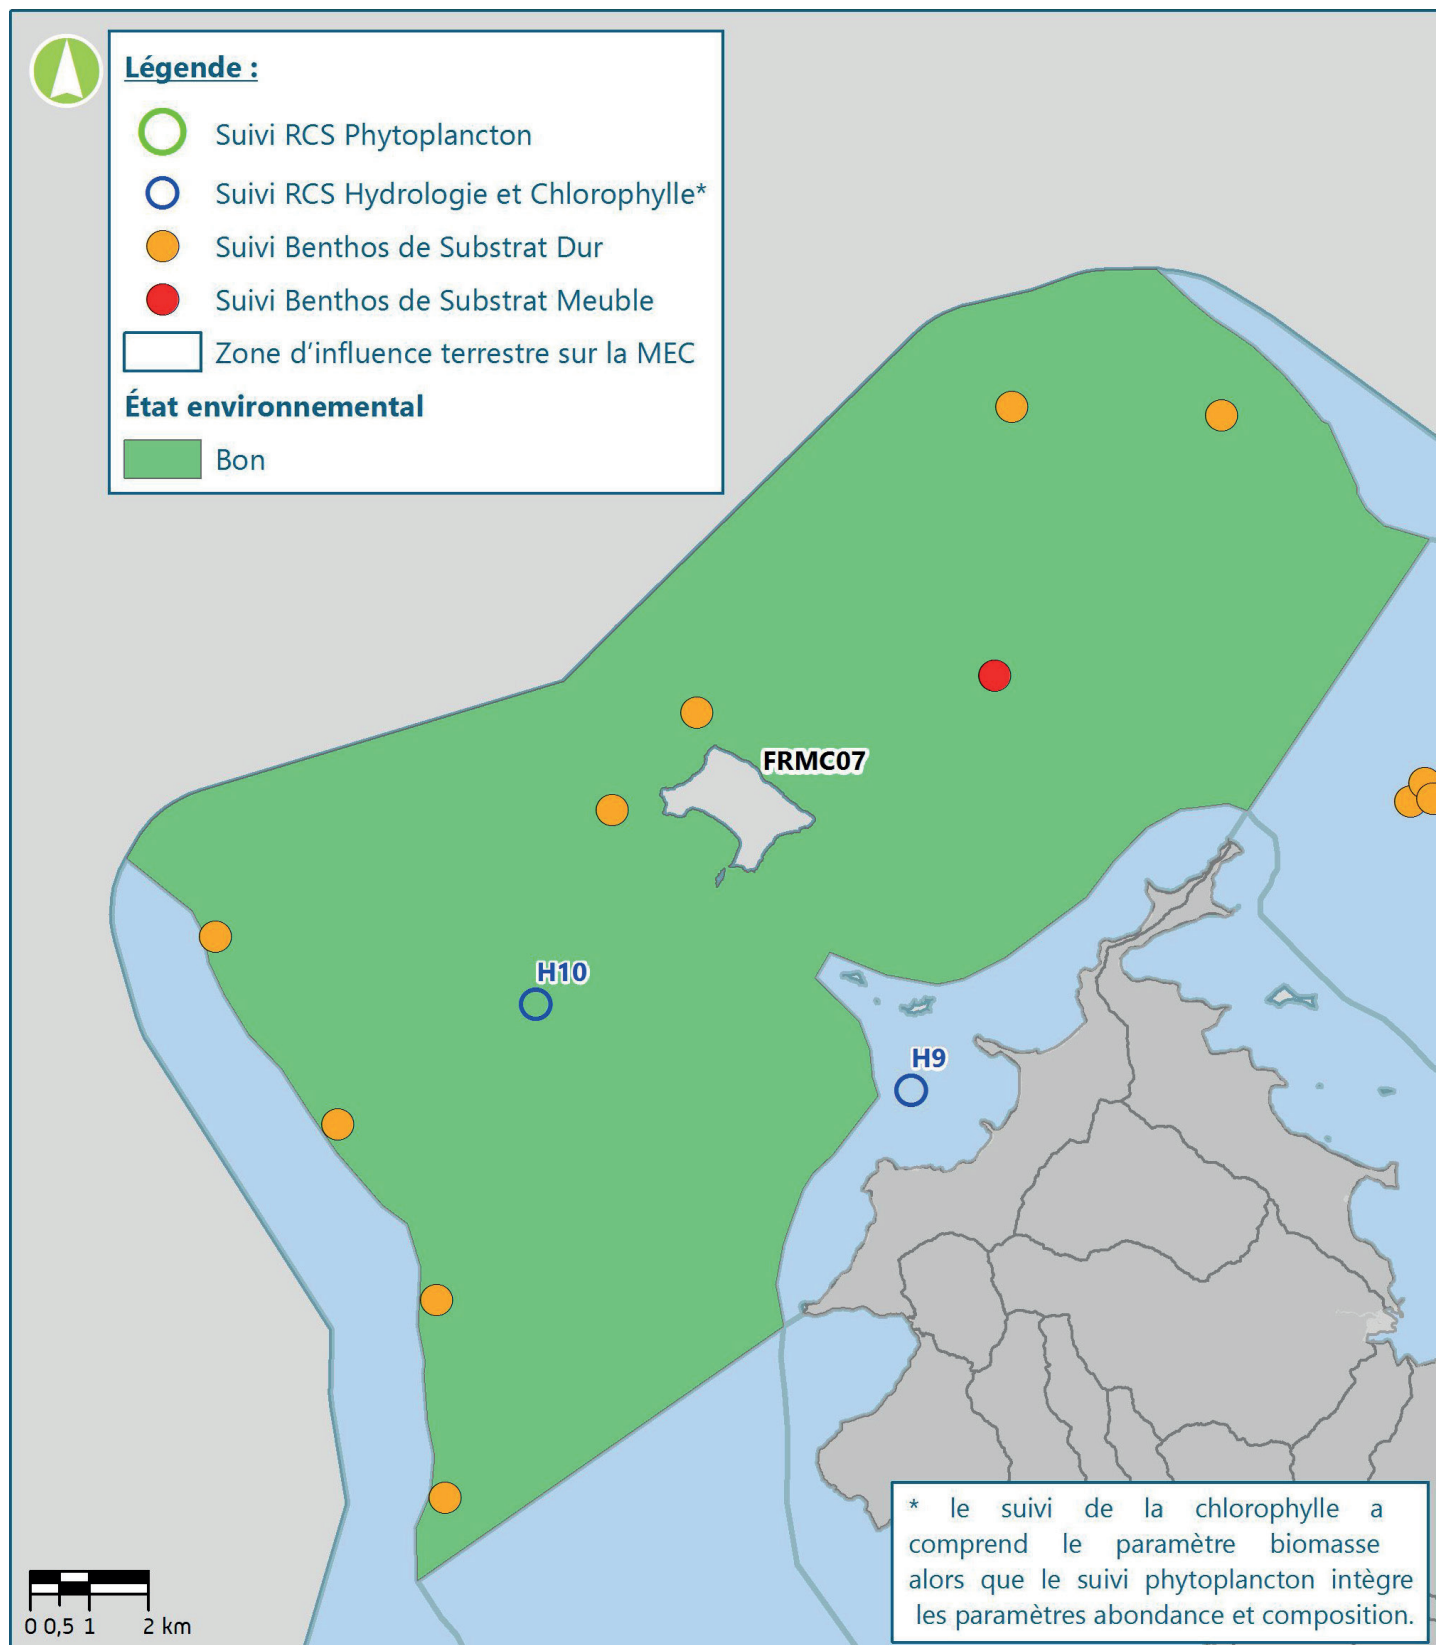 Légende :
Suivi RCS Phytoplancton
Suivi RCS Hydrologie et Chlorophylle*
Suivi Benthos de Substrat Dur
Suivi Benthos de Substrat Meuble
Zone d’influence terrestre sur la MEC
État environnemental
Bon
FRMC07
H10
H9
* le suivi de la chlorophylle a
comprend le paramètre biomasse
alors que le suivi phytoplancton intègre
les paramètres abondance et composition.
0 0,5 1 2 km